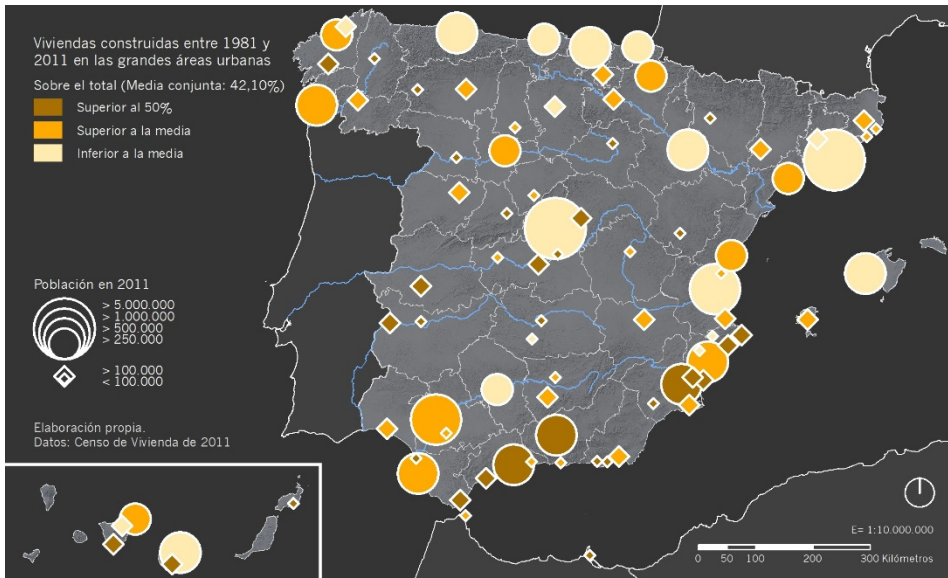 Viviendas construidas entre 1981 y
2011 en las grandes áreas urbanas
Sobre el total (Media conjunta: 42,10%)
Superior al 50%
Superior a la media
Inferior a la media
Población en 2011
> 5.000.000
> 1.000.000
> 500.000
> 250.000
> 100.000
< 100.000
Elaboración propia.
Datos: Censo de Vivienda de 2011
E= 1:10.000.000
0 50 100 200 300 Kilómetros